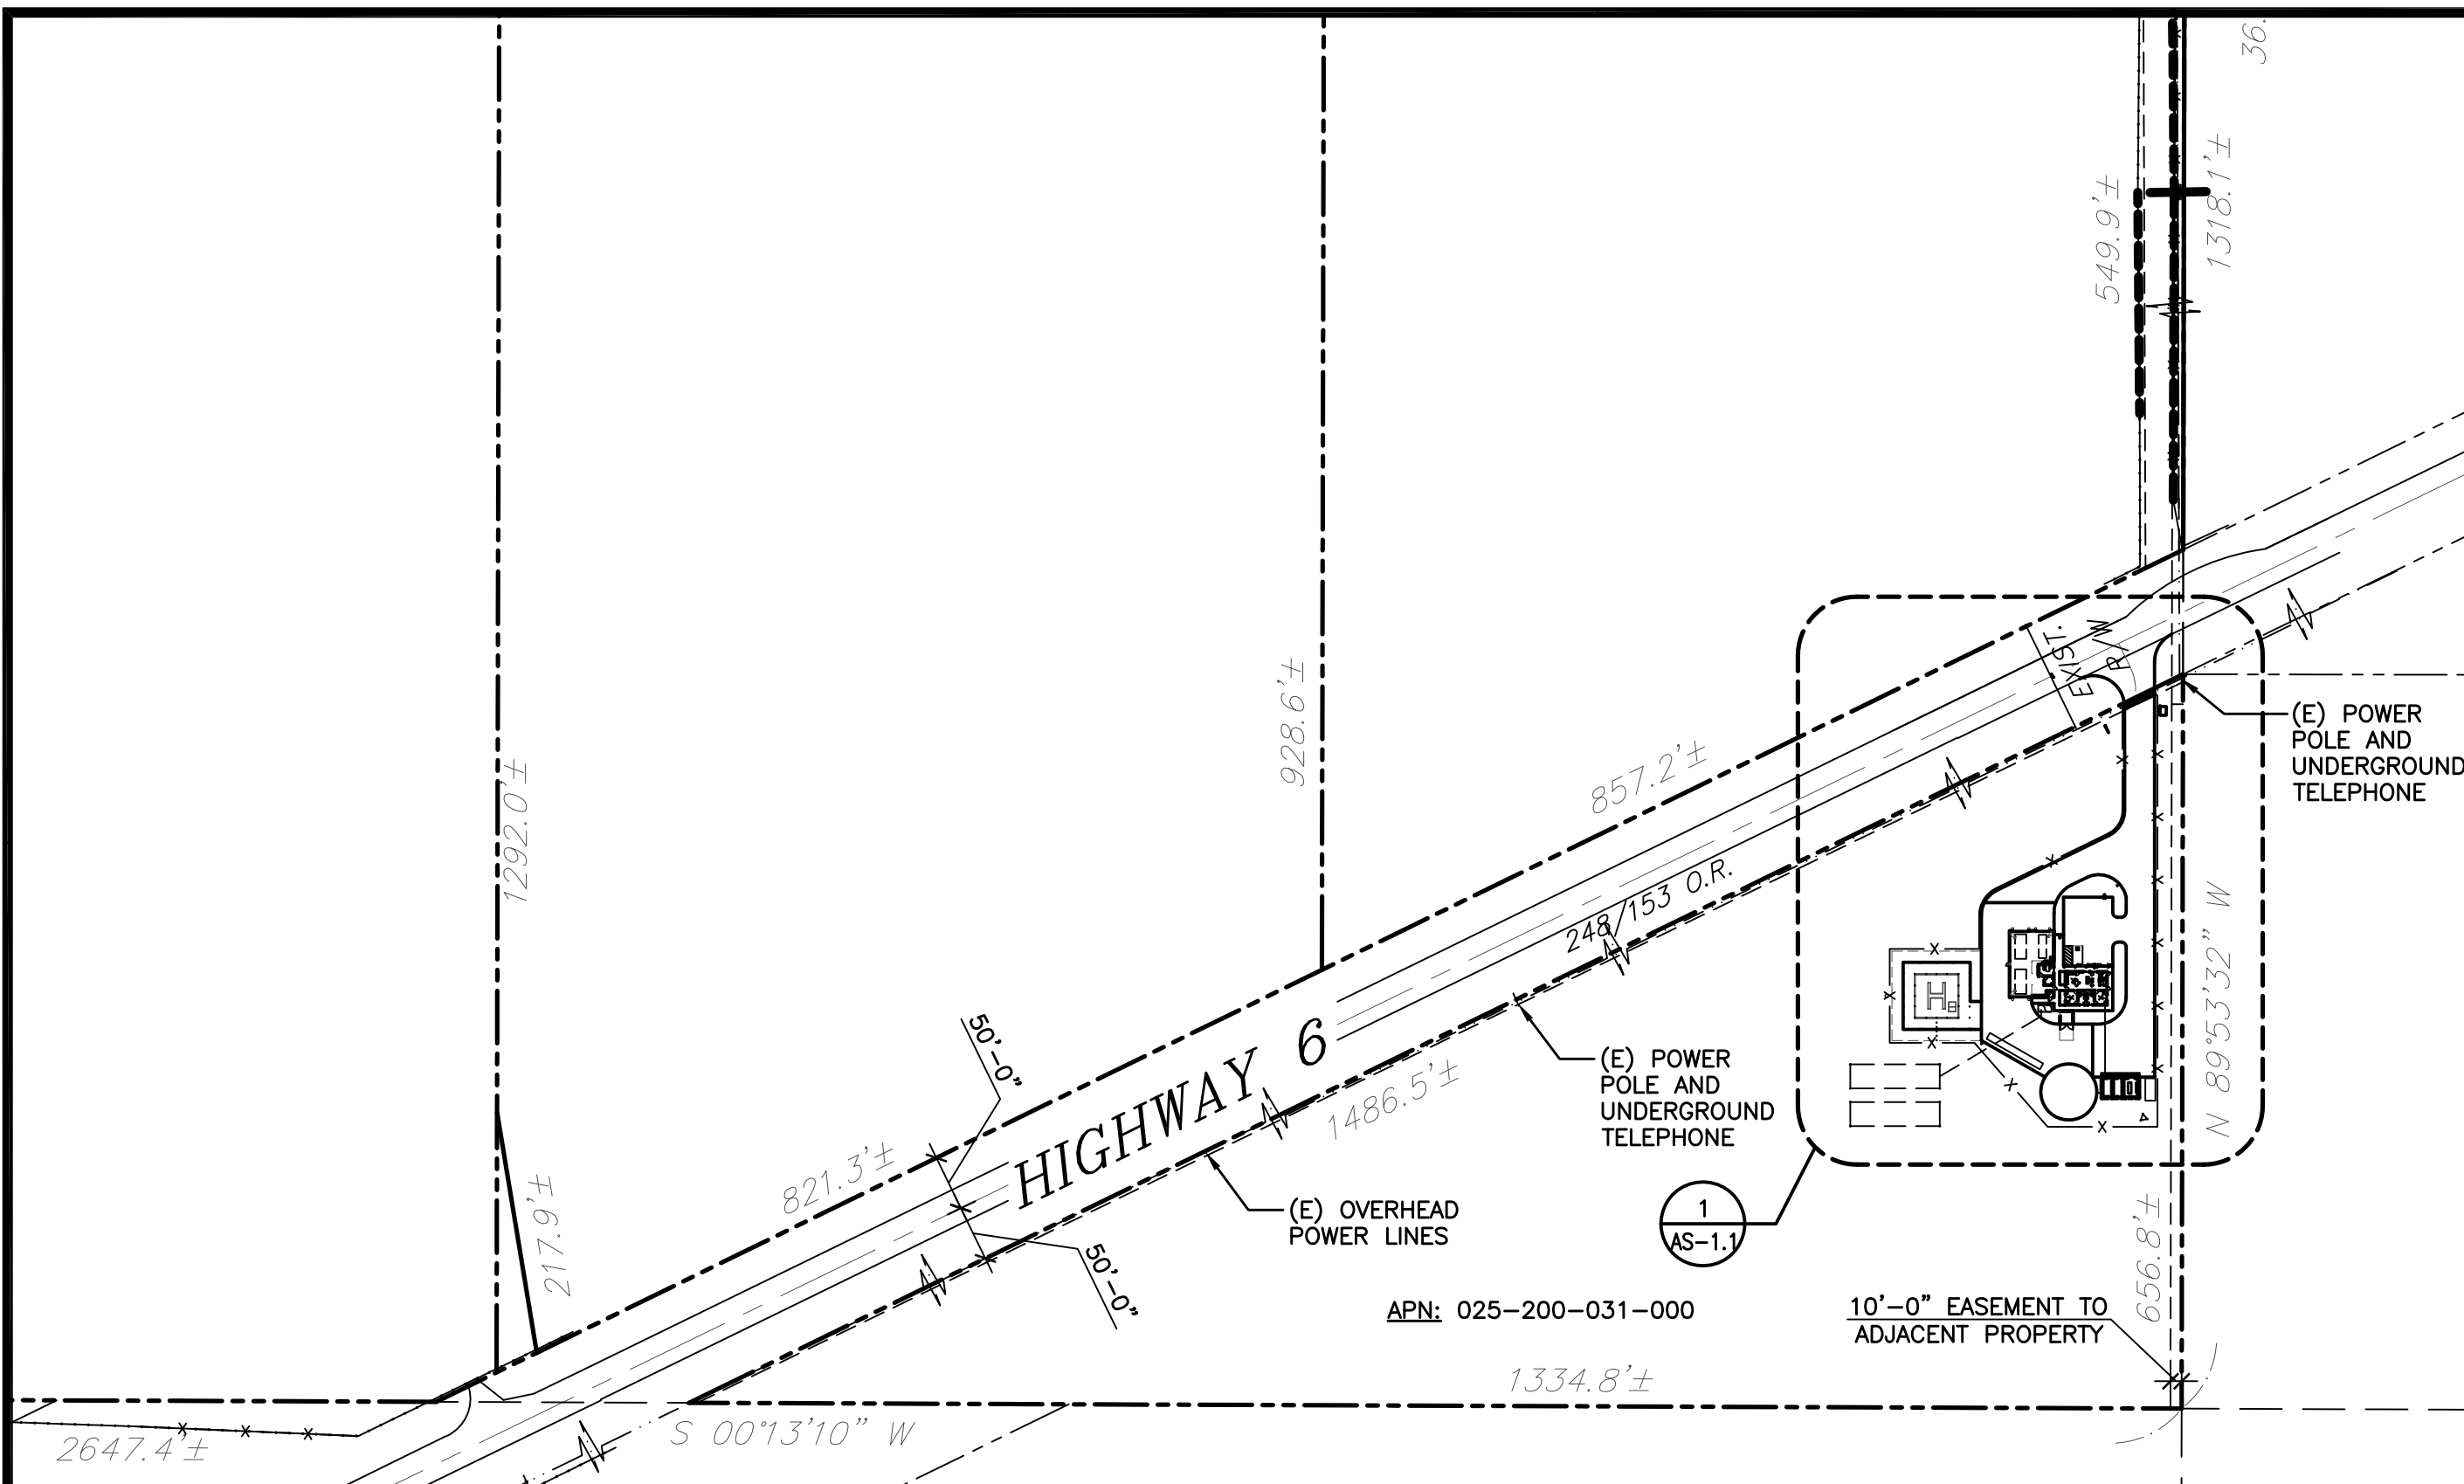 36.
549.9'±
1318.1'±
EXIST.
R/W
(E) POWER
POLE AND
UNDERGROUND
TELEPHONE
928.6'±
857.2'±
1292.0'±
248/153 O.R.
N 89°53'32" W
H
50'-0"
HIGHWAY 6
1486.5'±
(E) POWER
POLE AND
UNDERGROUND
TELEPHONE
821.3'±
217.9'±
(E) OVERHEAD
POWER LINES
50'-0"
1
AS-1.1
656.8'±
APN: 025-200-031-000
10'-0" EASEMENT TO
ADJACENT PROPERTY
1334.8'±
S 00°13'10" W
2647.4'±